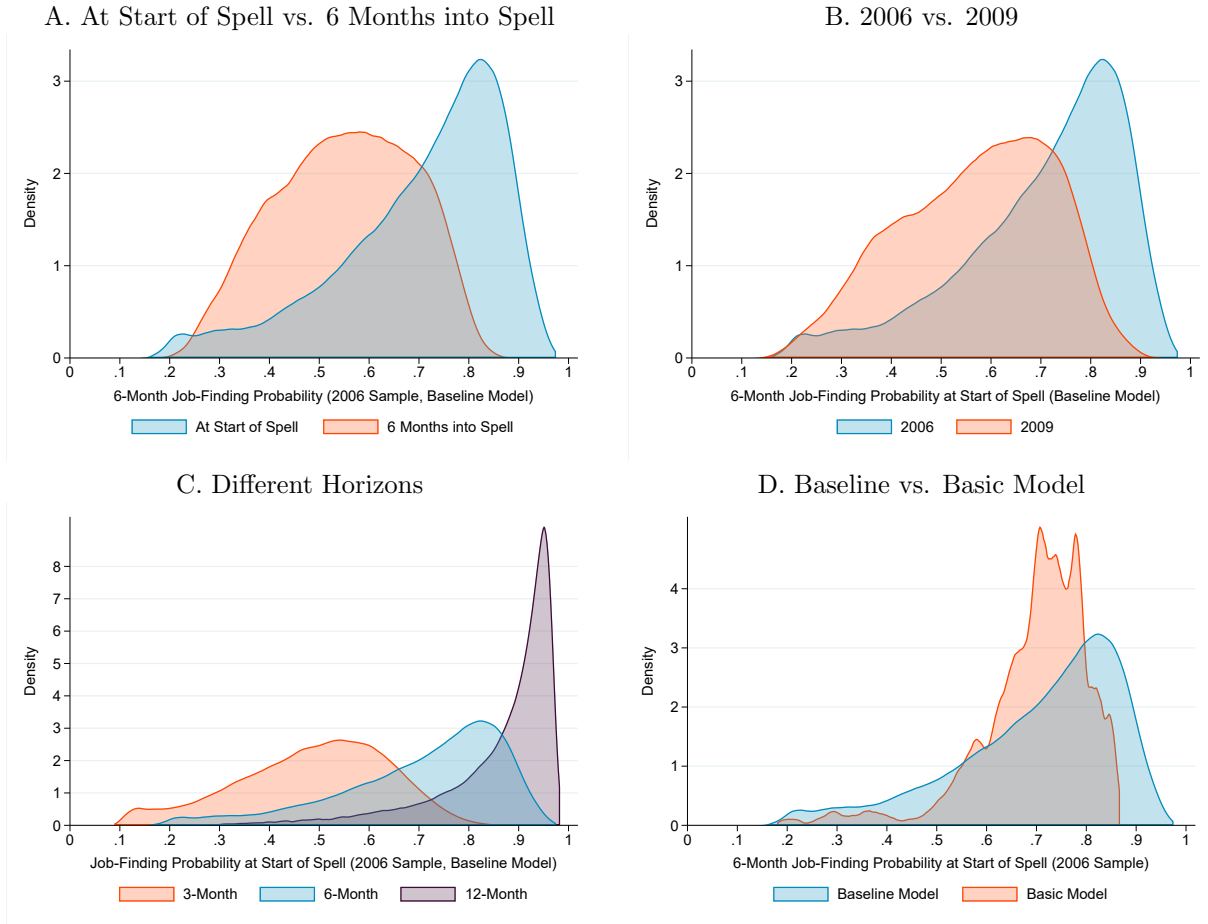 A. At Start of Spell vs. 6 Months into Spell
Density
3
2
1
0
0 .1 .2 .3 .4 .5 .6 .7 .8 .9 1
6-Month Job-Finding Probability (2006 Sample, Baseline Model)
At Start of Spell 6 Months into Spell
B. 2006 vs. 2009
Density
3
2
1
0
0 .1 .2 .3 .4 .5 .6 .7 .8 .9 1
6-Month Job-Finding Probability at Start of Spell (Baseline Model)
2006 2009
C. Different Horizons
Density
8
7
6
5
4
3
2
1
0
0 .1 .2 .3 .4 .5 .6 .7 .8 .9 1
Job-Finding Probability at Start of Spell (2006 Sample, Baseline Model)
3-Month 6-Month 12-Month
D. Baseline vs. Basic Model
Density
4
3
2
1
0
0 .1 .2 .3 .4 .5 .6 .7 .8 .9 1
6-Month Job-Finding Probability at Start of Spell (2006 Sample)
Baseline Model Basic Model